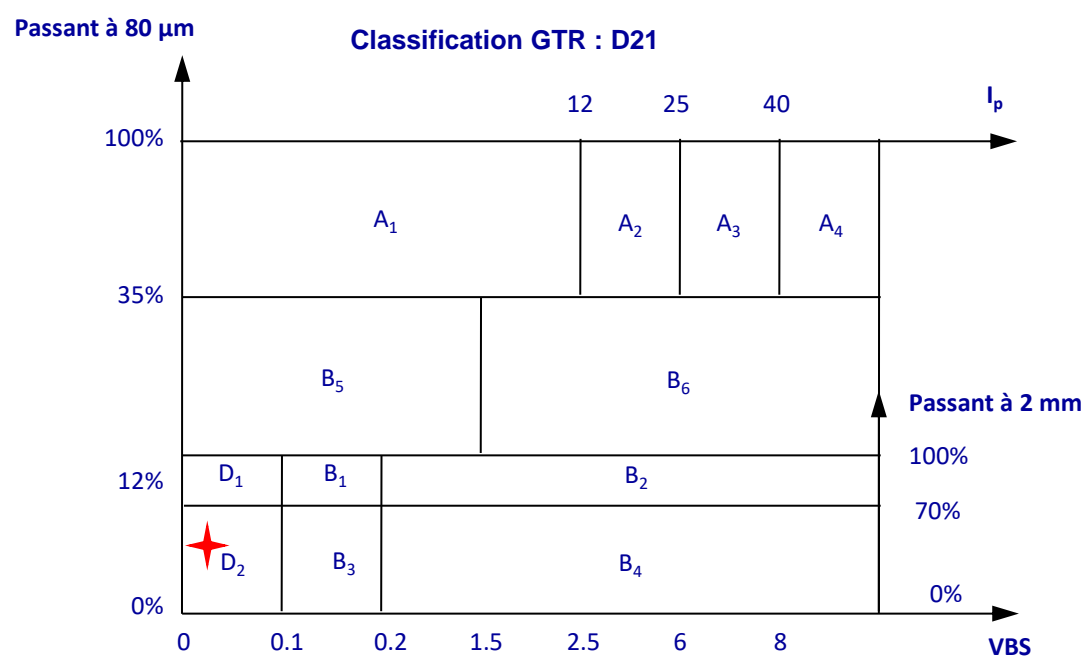 Passant à 80 µm
Classification GTR : D21
12 25 40 Ip
100%
A1 A2 A3 A4
35%
B5 B6
Passant à 2 mm
100%
12% D1 B1 B2
70%
D2 B3 B4
0% 0%
0 0.1 0.2 1.5 2.5 6 8 VBS